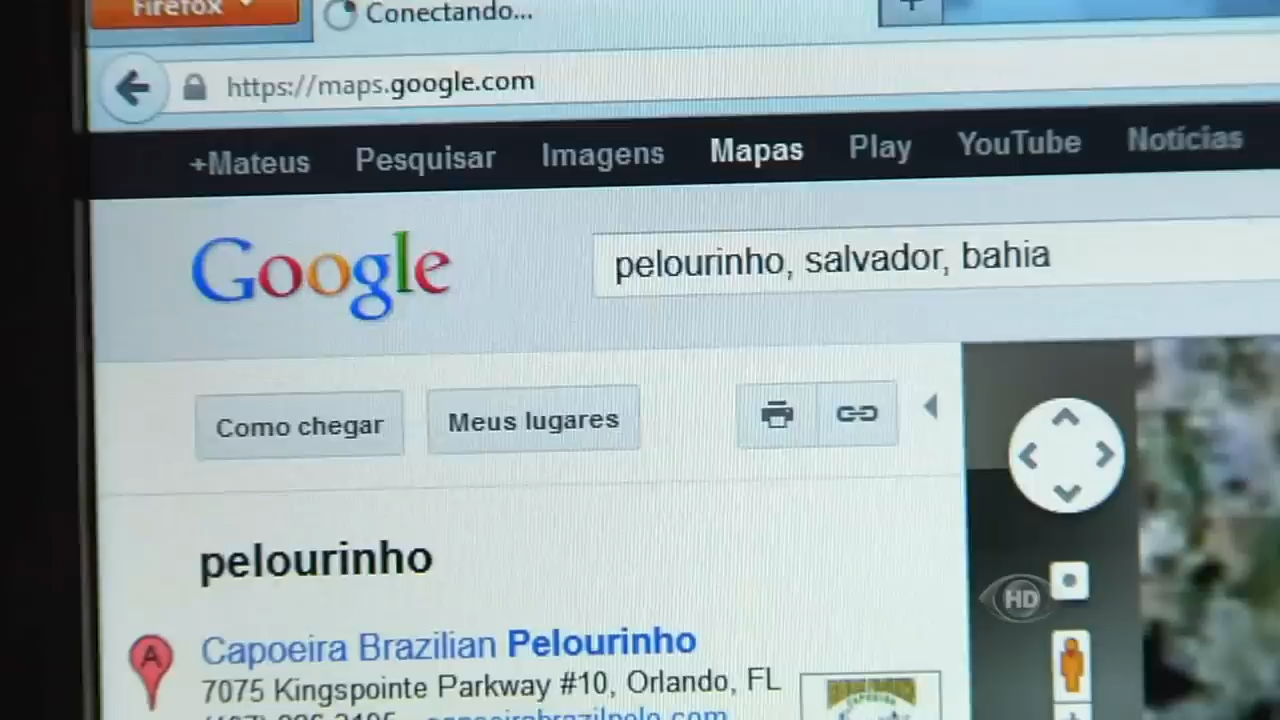 Firefox
Conectando...
https://maps.google.com
+Mateus Pesquisar Imagens Mapas Play YouTube Notícias
Google
pelourinho, salvador, bahia
Como chegar
Meus lugares
pelourinho
HD
A
Capoeira Brazilian Pelourinho
7075 Kingspointe Parkway #10, Orlando, FL